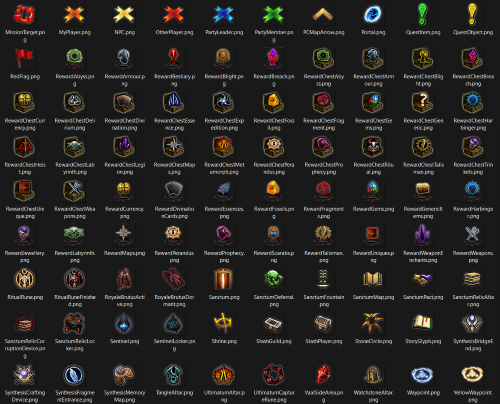 MissionTarget.png MyPlayer.png NPC.png OtherPlayer.png PartyLeader.png PartyMember.png PCMapArrow.png Portal.png QuestItem.png QuestObject.png
RedFlag.png RewardAbyss.png RewardArmour.png RewardBestiary.png RewardBlight.png RewardBreach.png RewardChestAbyss.png RewardChestArmour.png RewardChestBlight.png RewardChestBreach.png
RewardChestCurrency.png RewardChestDelirium.png RewardChestDivination.png RewardChestEssence.png RewardChestExpedition.png RewardChestFossil.png RewardChestFragment.png RewardChestGems.png RewardChestGeneric.png RewardChestHarbinger.png
RewardChestHeist.png RewardChestLabyrinth.png RewardChestLegion.png RewardChestMaps.png RewardChestMetamorph.png RewardChestPerandus.png RewardChestProphecy.png RewardChestRitual.png RewardChestTalisman.png RewardChestTrinkets.png
RewardChestUnique.png RewardChestWeapons.png RewardCurrency.png RewardDivinationCards.png RewardEssences.png RewardFossils.png RewardFragments.png RewardGems.png RewardGenericItems.png RewardHarbinger.png
RewardJewellery.png RewardLabyrinth.png RewardMaps.png RewardPerandus.png RewardProphecy.png RewardScarabs.png RewardTalisman.png RewardUniques.png RewardWeaponEnchants.png RewardWeapons.png
RitualRune.png RitualRuneFinished.png RoyaleBrutusActive.png RoyaleBrutusDormant.png Sanctum.png SanctumDeferral.png SanctumFountain.png SanctumMap.png SanctumPact.png SanctumRelicAltar.png
SanctumRelicCorruptionDevice.png SanctumRelicLocker.png Sentinel.png SentinelLocker.png Shrine.png StashGuild.png StashPlayer.png StoneCircle.png StoryGlyph.png SynthesisBridgeEnd.png
SynthesisCraftingDevice.png SynthesisFragmentEntrance.png SynthesisMemoryMap.png TangleAltar.png UltimatumAltar.png UltimatumCaptureRune.png VaalSideArea.png WatchstoneAltar.png Waypoint.png YellowWaypoint.png